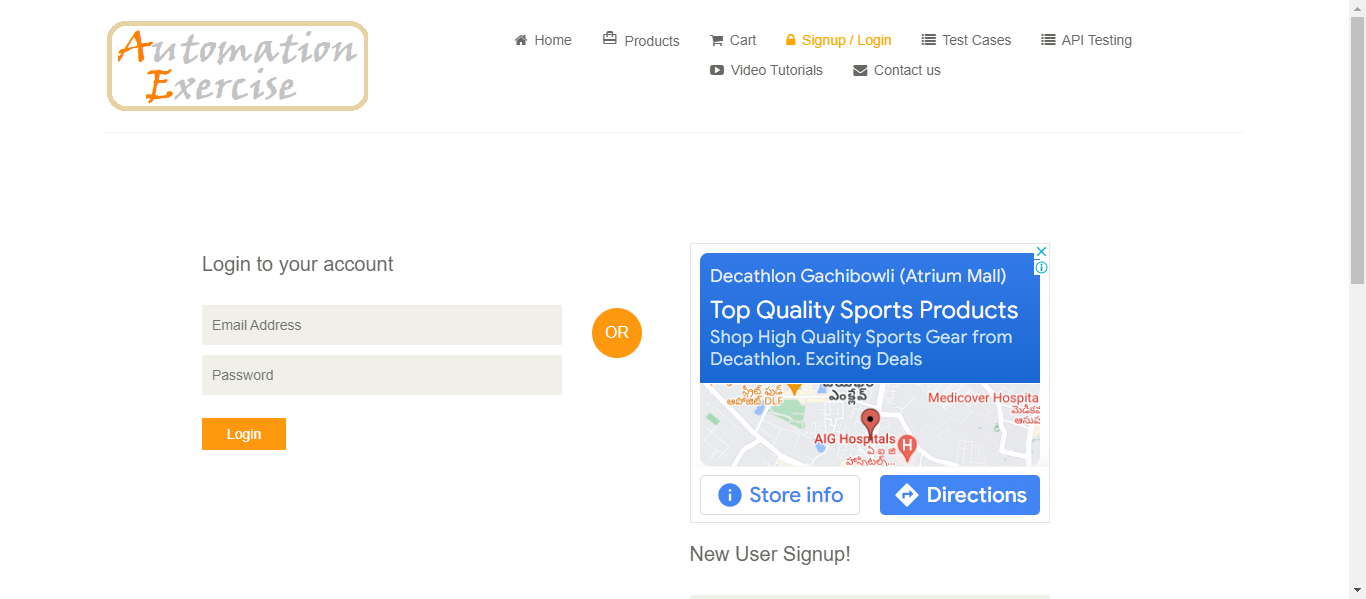 Automation
Exercise
Home
Products
Cart
Signup / Login
Test Cases
API Testing
Video Tutorials
Contact us
Login to your account
Email Address
Password
Login
OR
Decathlon Gachibowli (Atrium Mall)
Top Quality Sports Products
Shop High Quality Sports Gear from
Decathlon. Exciting Deals
Medicover Hospita
AIG Hospitals
H
Store info
Directions
New User Signup!